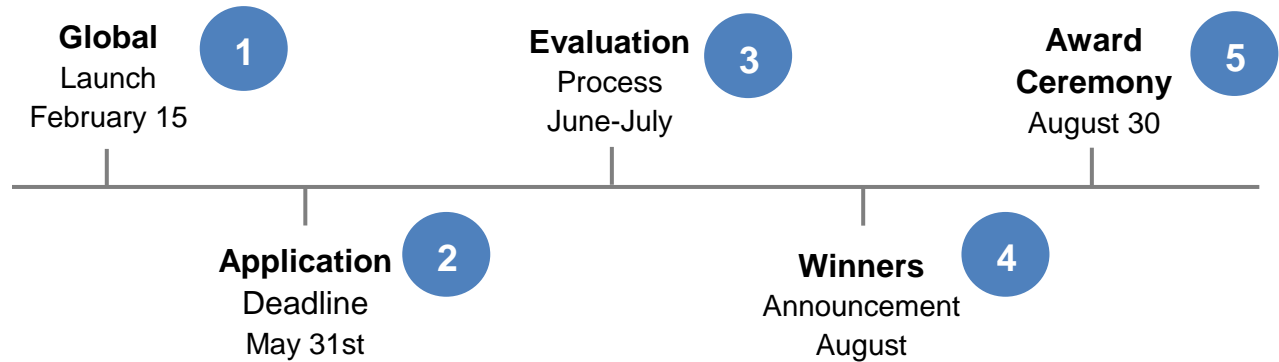 Global
Launch
February 15
1
Application
Deadline
May 31st
2
Evaluation
Process
June-July
3
Winners
Announcement
August
4
Award
Ceremony
August 30
5